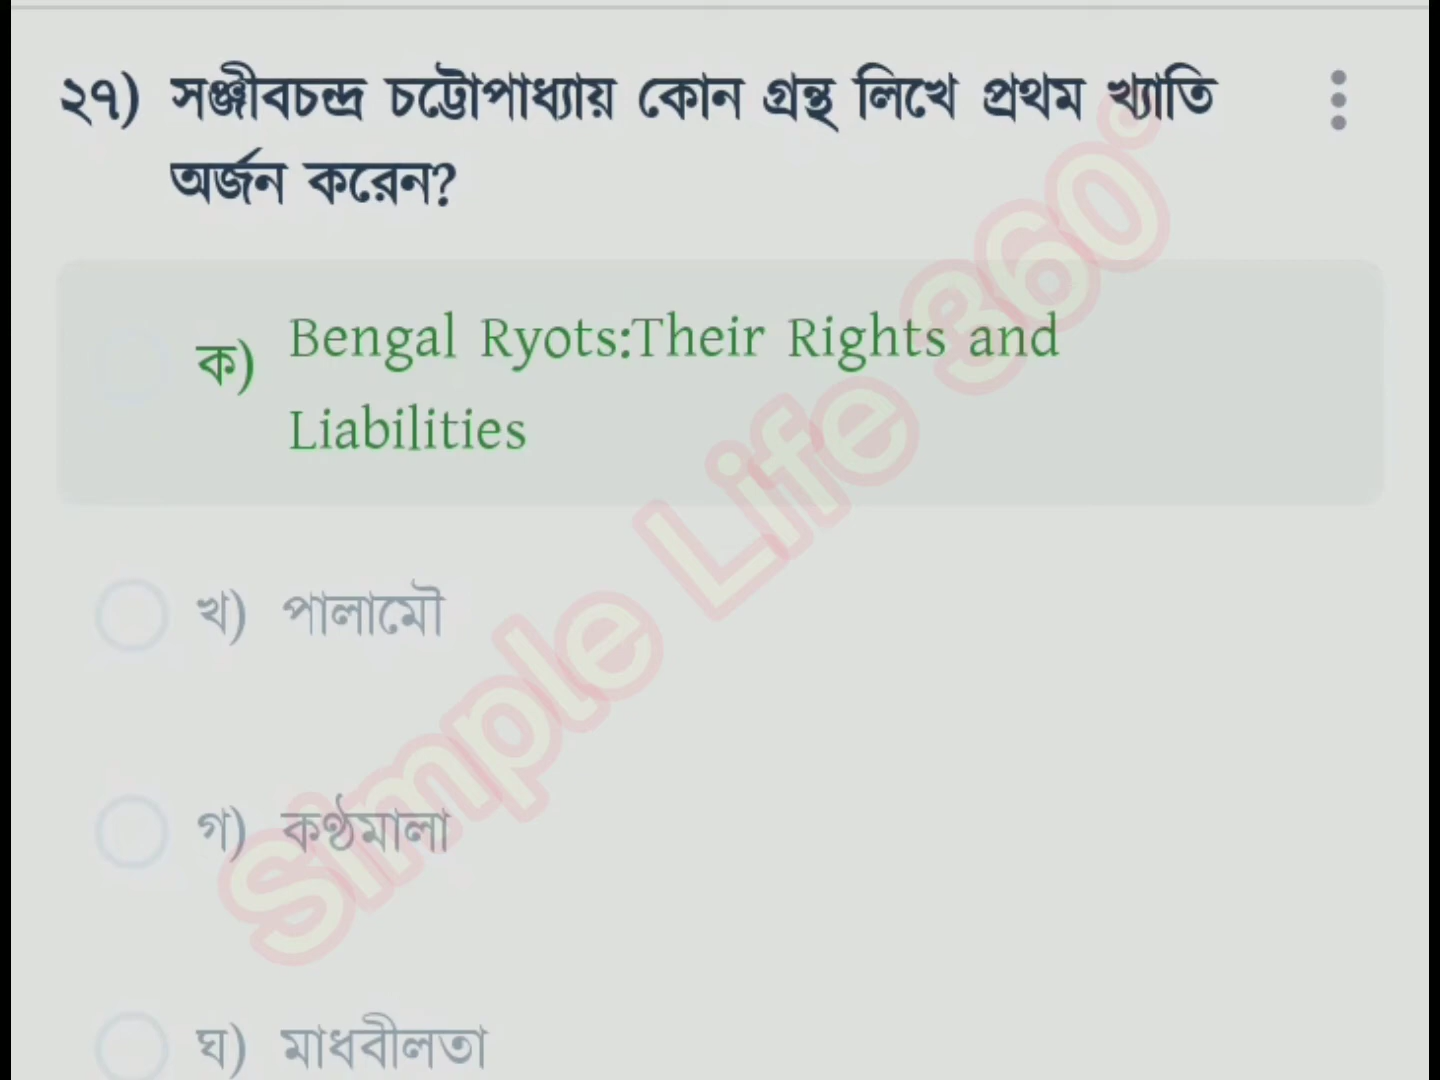 ২৭) সঞ্জীবচন্দ্র চট্টোপাধ্যায় কোন গ্রন্থ লিখে প্রথম খ্যাতি
অর্জন করেন?
ক) Bengal Ryots:Their Rights and
Liabilities
খ) পালামৌ
গ) কণ্ঠমালা
ঘ) মাধবীলতা
Simple Life 360°